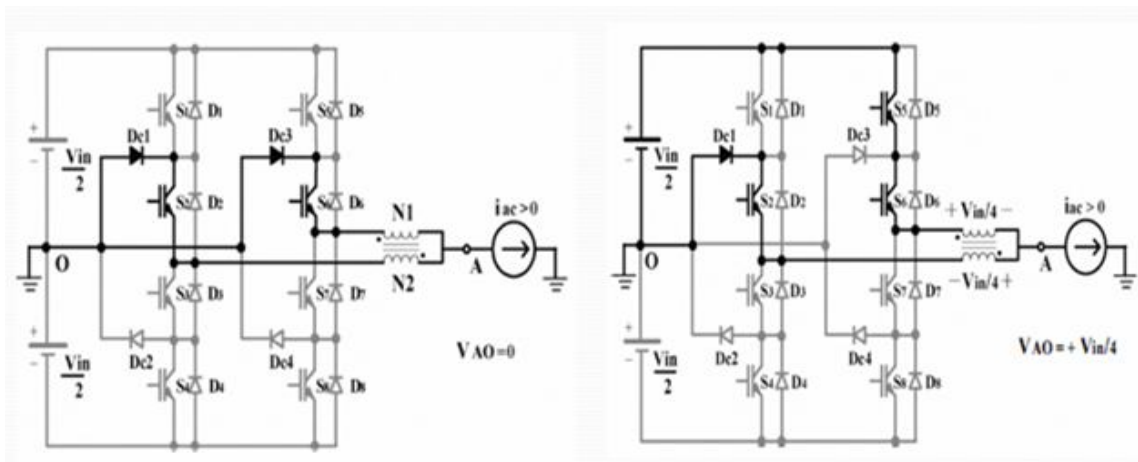 S1 D1 S5 D5
+
Dc1 Dc3
−
Vin
2
S2 D2 S6 D6
N1 iac>0
O A
N2
S3 D3 S7 D7
+
Dc2 Dc4
−
Vin
2
VAO=0
S4 D4 S8 D8
S1 D1 S5 D5
+
Dc1 Dc3
−
Vin
2
S2 D2 S6 D6
+Vin/4− iac>0
O A
−Vin/4+
S3 D3 S7 D7
+
Dc2 Dc4
−
Vin
2
VAO=+Vin/4
S4 D4 S8 D8